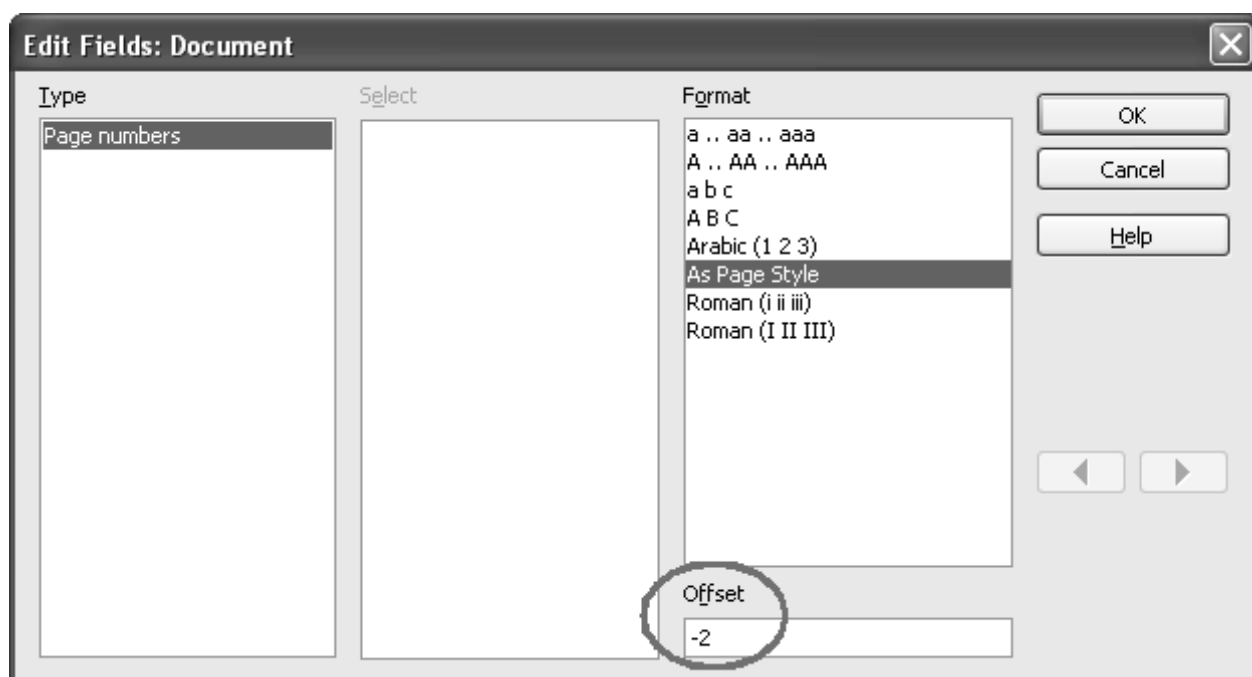 Edit Fields: Document
Type
Page numbers
Select
Format
a .. aa .. aaa
A .. AA .. AAA
a b c
A B C
Arabic (1 2 3)
As Page Style
Roman (i ii iii)
Roman (I II III)
Offset
-2
OK
Cancel
Help